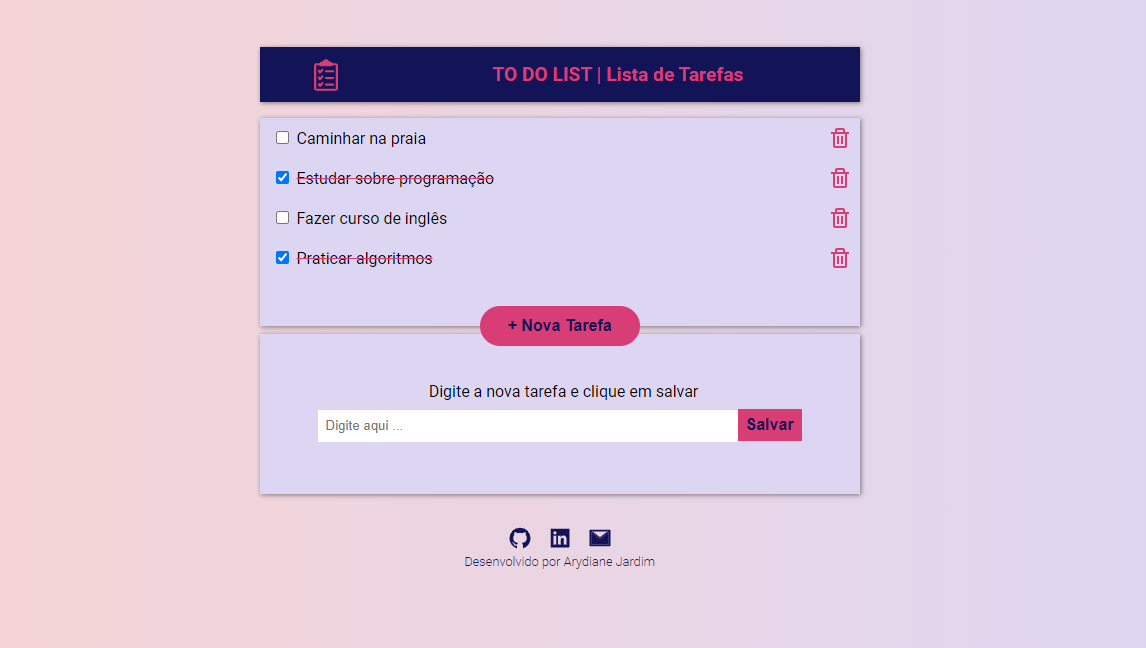 TO DO LIST | Lista de Tarefas
Caminhar na praia
Estudar sobre programação
Fazer curso de inglês
Praticar algoritmos
+ Nova Tarefa
Digite a nova tarefa e clique em salvar
Digite aqui ... Salvar
in
Desenvolvido por Arydiane Jardim